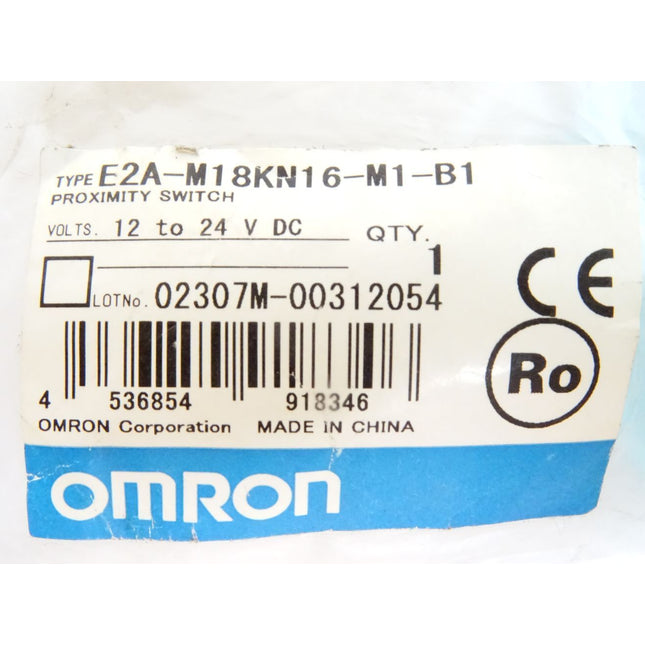 TYPE E2A-M18KN16-M1-B1
PROXIMITY SWITCH
VOLTS. 12 to 24 V DC QTY.
1
LOTNo. 02307M-00312054
CE
Ro
4 536854 918346
OMRON Corporation MADE IN CHINA
OMRON